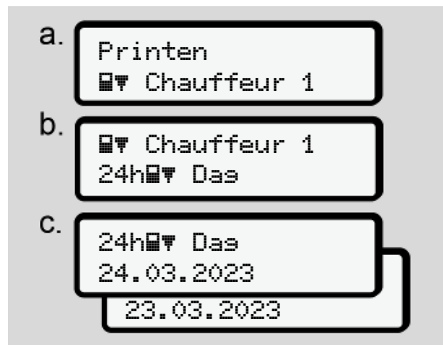 a.
Printen
🖥▼ Chauffeur 1
b.
🖥▼ Chauffeur 1
24h🖥▼ Dag
c.
24h🖥▼ Dag
24.03.2023
23.03.2023